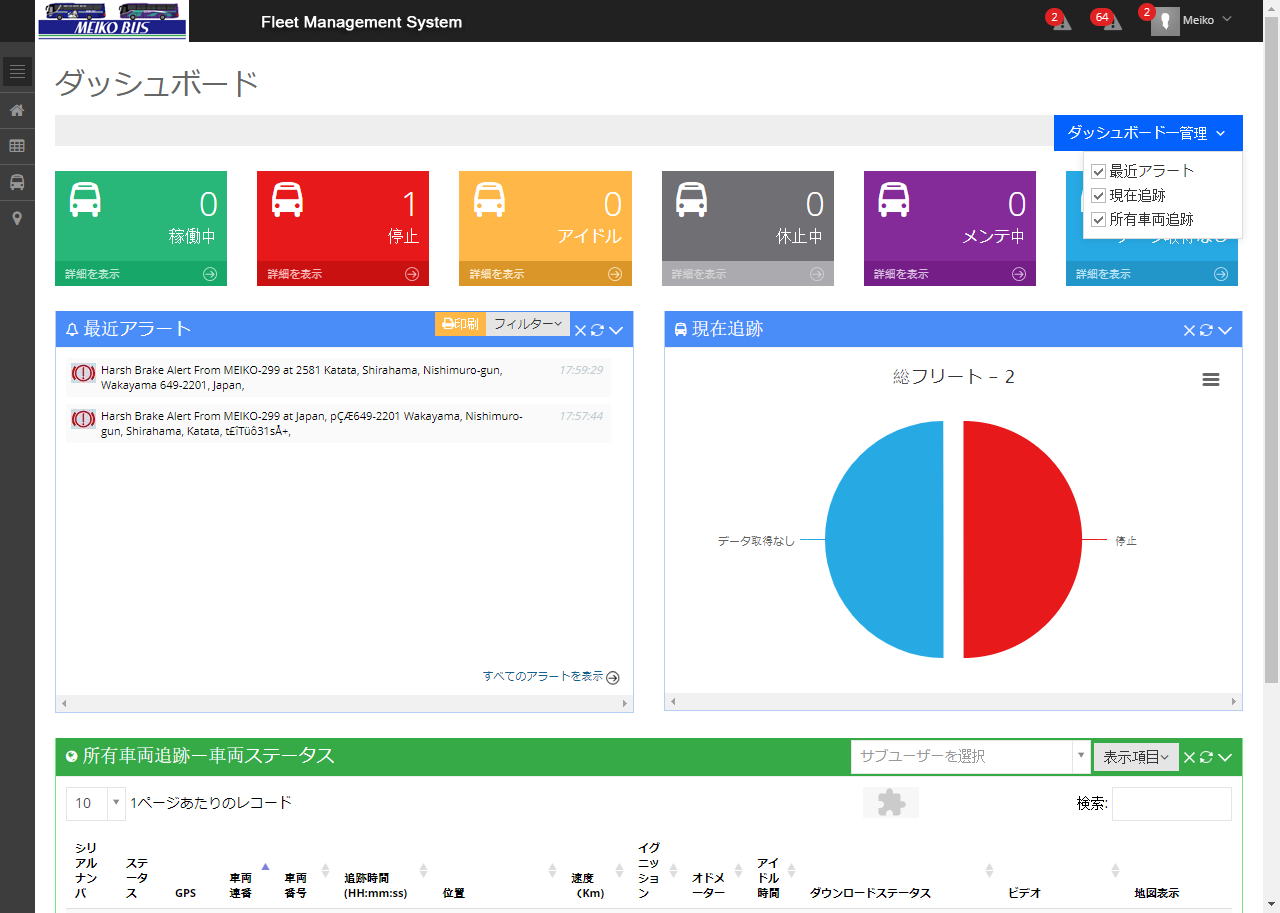 MEIKO BUS
Fleet Management System
2
64
2
Meiko
ダッシュボード
ダッシュボード一管理
最近アラート
現在追跡
所有車両追跡
0
稼働中
詳細を表示
1
停止
詳細を表示
0
アイドル
詳細を表示
0
休止中
詳細を表示
0
メンテ中
詳細を表示
詳細を表示
最近アラート
印刷
フィルター
Harsh Brake Alert From MEIKO-299 at 2581 Katata, Shirahama, Nishimuro-gun,
Wakayama 649-2201, Japan,
17:59:29
Harsh Brake Alert From MEIKO-299 at Japan, pÇÆ649-2201 Wakayama, Nishimuro-
gun, Shirahama, Katata, t£ÎTüô31sÅ+,
17:57:44
すべてのアラートを表示
現在追跡
総フリート – 2
データ取得なし
停止
所有車両追跡一車両ステータス
サブユーザーを選択
表示項目
10
1ページあたりのレコード
検索:
シリ
アル
ナン
バ
ステ
ータ
ス
GPS
車両
連番
車両
番号
追跡時間
(HH:mm:ss)
位置
速度
(Km)
イグ
ニッ
ショ
ン
オドメ
ーター
アイ
ドル
時間
ダウンロードステータス
ビデオ
地図表示